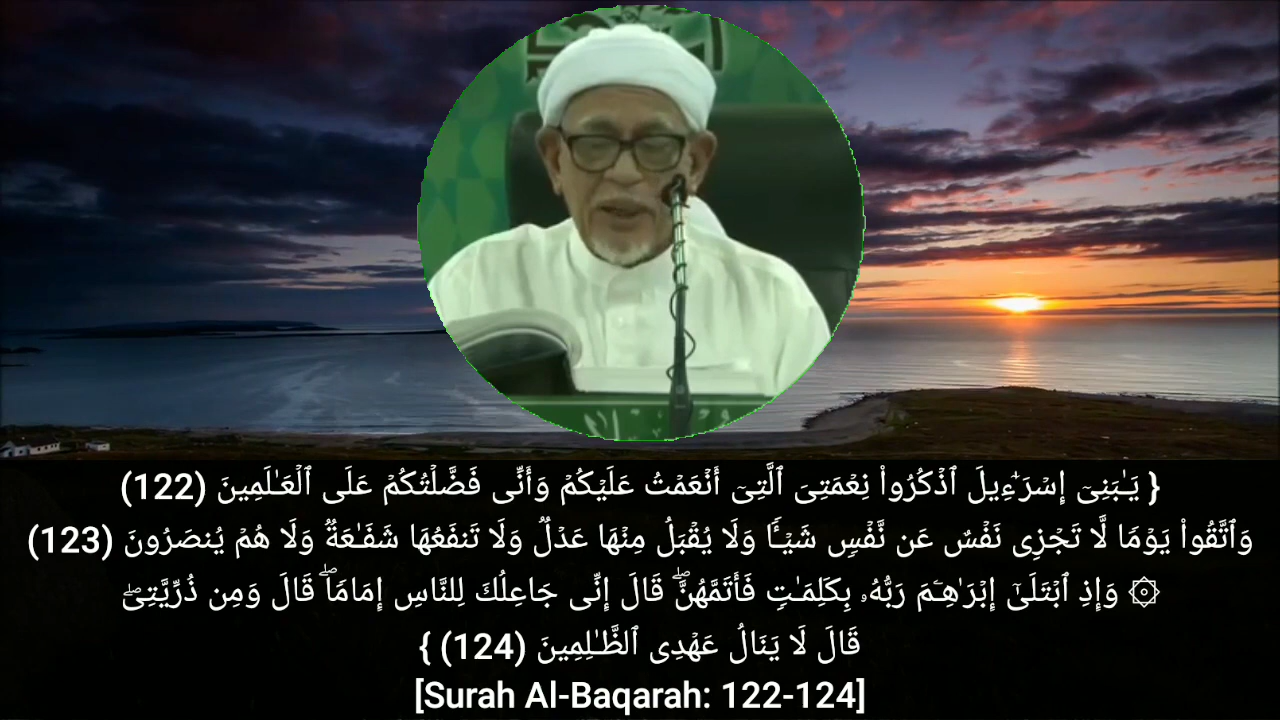 { يَـٰبَنِىٓ إِسْرَٰٓءِيلَ ٱذْكُرُوا۟ نِعْمَتِىَ ٱلَّتِىٓ أَنْعَمْتُ عَلَيْكُمْ وَأَنِّى فَضَّلْتُكُمْ عَلَى ٱلْعَـٰلَمِينَ (122)
وَٱتَّقُوا۟ يَوْمًا لَّا تَجْزِى نَفْسٌ عَن نَّفْسٍ شَيْـًٔا وَلَا يُقْبَلُ مِنْهَا عَدْلٌ وَلَا تَنفَعُهَا شَفَـٰعَةٌ وَلَا هُمْ يُنصَرُونَ (123)
۞ وَإِذِ ٱبْتَلَىٰٓ إِبْرَٰهِـۧمَ رَبُّهُۥ بِكَلِمَـٰتٍ فَأَتَمَّهُنَّ ۖ قَالَ إِنِّى جَاعِلُكَ لِلنَّاسِ إِمَامًا ۖ قَالَ وَمِن ذُرِّيَّتِى ۖ
قَالَ لَا يَنَالُ عَهْدِى ٱلظَّـٰلِمِينَ (124) }
[Surah Al-Baqarah: 122-124]